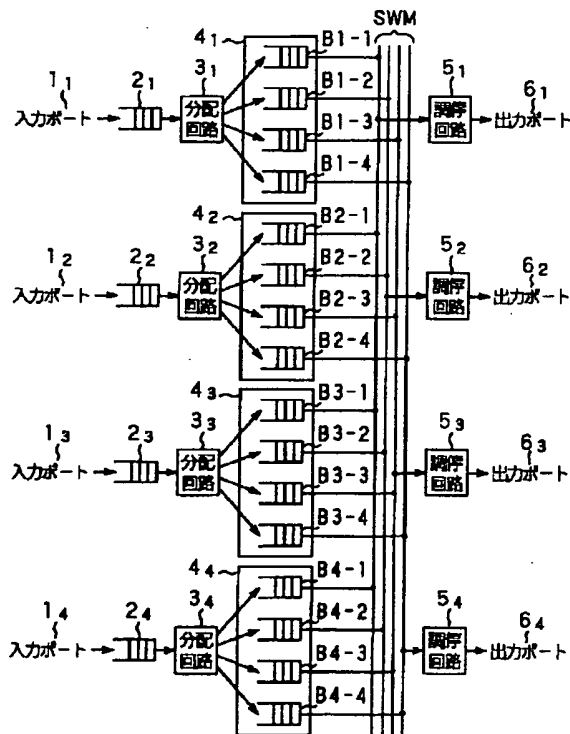 SWM
4₁
B1-1
1₁
2₁
3₁
B1-2
5₁
6₁
入力ポート
分配
回路
B1-3
調停
回路
出力ポート
B1-4
4₂
B2-1
1₂
2₂
3₂
B2-2
5₂
6₂
入力ポート
分配
回路
B2-3
調停
回路
出力ポート
B2-4
4₃
B3-1
1₃
2₃
3₃
B3-2
5₃
6₃
入力ポート
分配
回路
B3-3
調停
回路
出力ポート
B3-4
4₄
B4-1
1₄
2₄
3₄
B4-2
5₄
6₄
入力ポート
分配
回路
B4-3
調停
回路
出力ポート
B4-4